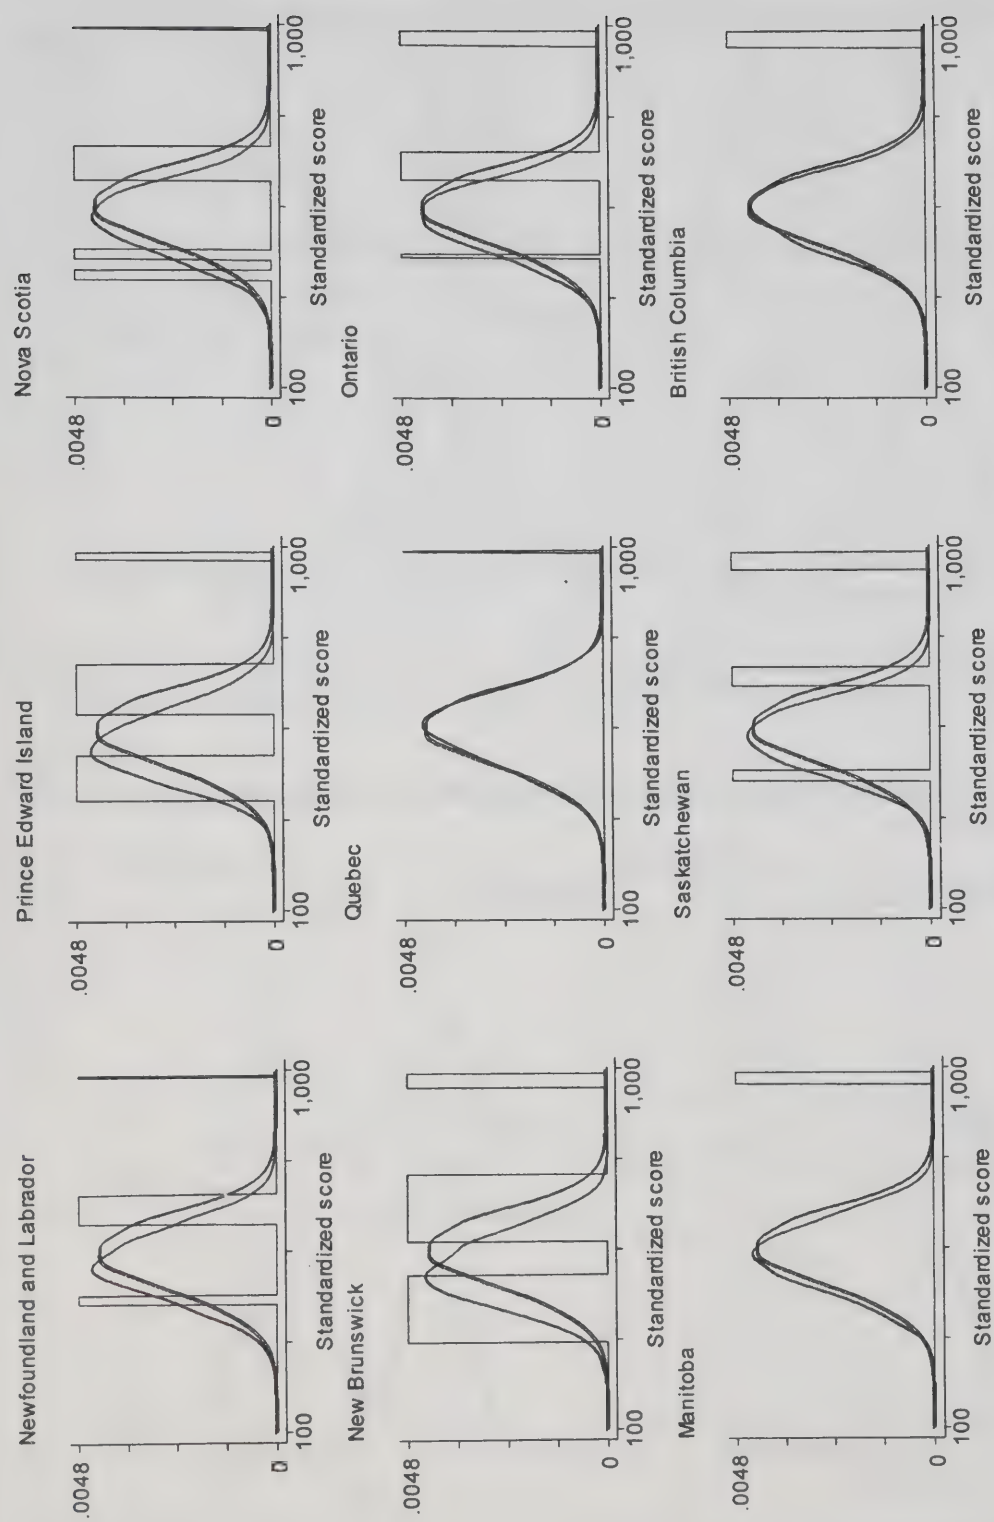 Newfoundland and Labrador
.0048
0
100
1,000
Standardized score
Prince Edward Island
.0048
0
100
1,000
Standardized score
Nova Scotia
.0048
0
100
1,000
Standardized score
New Brunswick
.0048
0
100
1,000
Standardized score
Quebec
.0048
0
100
1,000
Standardized score
Ontario
.0048
0
100
1,000
Standardized score
Manitoba
.0048
0
100
1,000
Standardized score
Saskatchewan
.0048
0
100
1,000
Standardized score
British Columbia
.0048
0
100
1,000
Standardized score